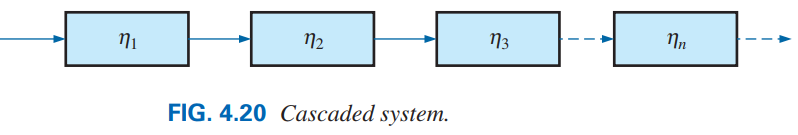 η1 η2 η3 ηn
FIG. 4.20 Cascaded system.